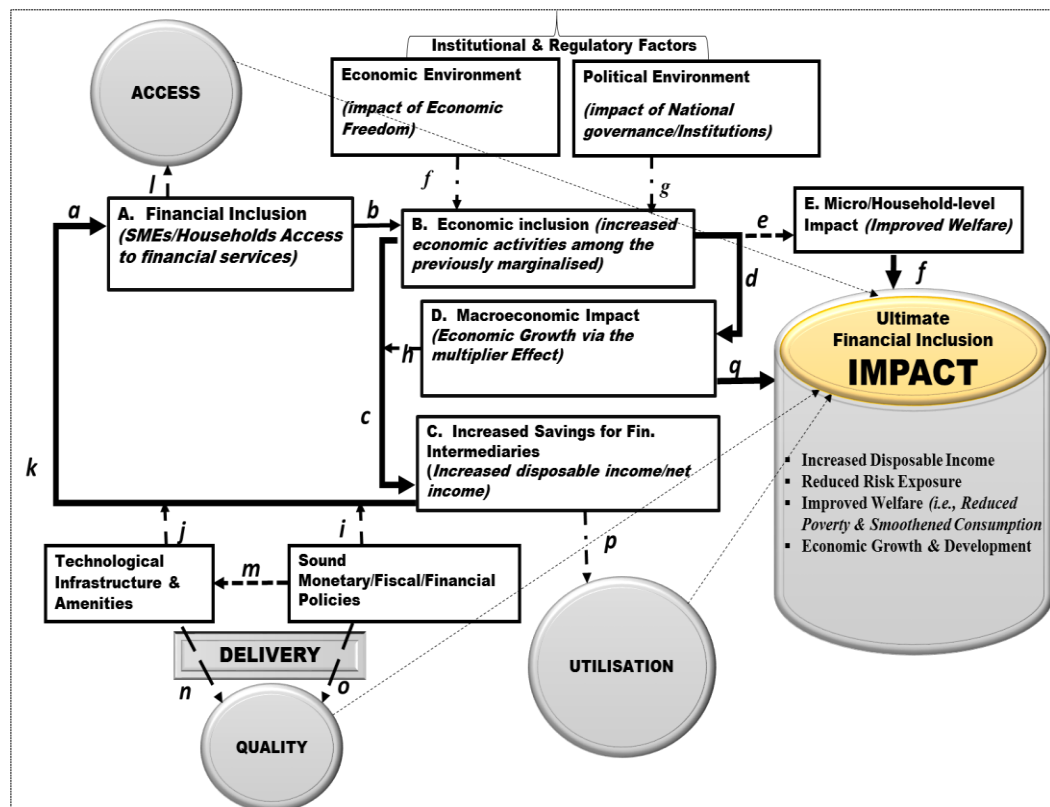 Institutional & Regulatory Factors
ACCESS
Economic Environment
(impact of Economic
Freedom)
Political Environment
(impact of National
governance/Institutions)
l
f
g
a
A. Financial Inclusion
(SMEs/Households Access
to financial services)
b
B. Economic inclusion (increased
economic activities among the
previously marginalised)
e
E. Micro/Household-level
Impact (Improved Welfare)
d
f
D. Macroeconomic Impact
(Economic Growth via the
multiplier Effect)
h
q
Ultimate
Financial Inclusion
IMPACT
c
C. Increased Savings for Fin.
Intermediaries
(Increased disposable income/net
income)
k
▪ Increased Disposable Income
▪ Reduced Risk Exposure
▪ Improved Welfare (i.e., Reduced
Poverty & Smoothened Consumption
▪ Economic Growth & Development
j
i
p
Technological
Infrastructure &
Amenities
m
Sound
Monetary/Fiscal/Financial
Policies
DELIVERY
n
o
UTILISATION
QUALITY